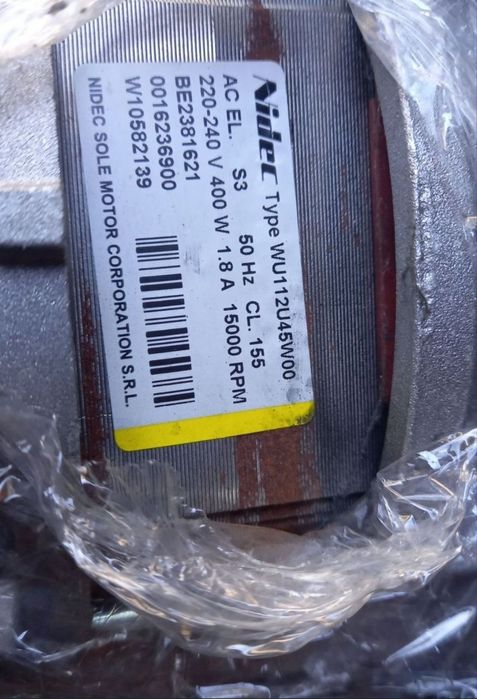 Nidec Type WU112U45W00
AC EL. S3 50 Hz CL. 155
220-240 V 400 W 1.8 A 15000 RPM
BE2381621
0016236900
W10582139
NIDEC SOLE MOTOR CORPORATION S.R.L.